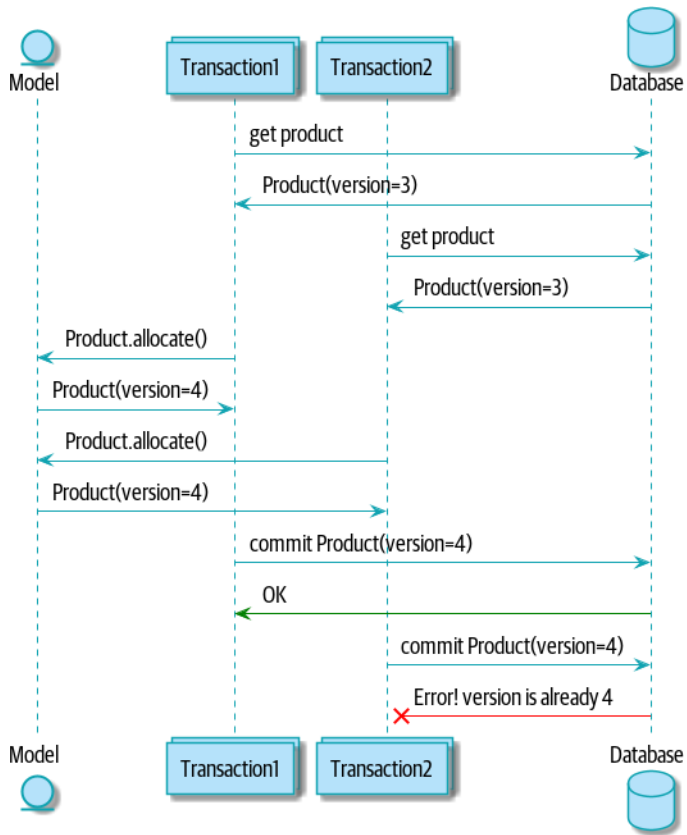 Model
Transaction1
Transaction2
Database
get product
Product(version=3)
get product
Product(version=3)
Product.allocate()
Product(version=4)
Product.allocate()
Product(version=4)
commit Product(version=4)
OK
commit Product(version=4)
Error! version is already 4
Model
Transaction1
Transaction2
Database